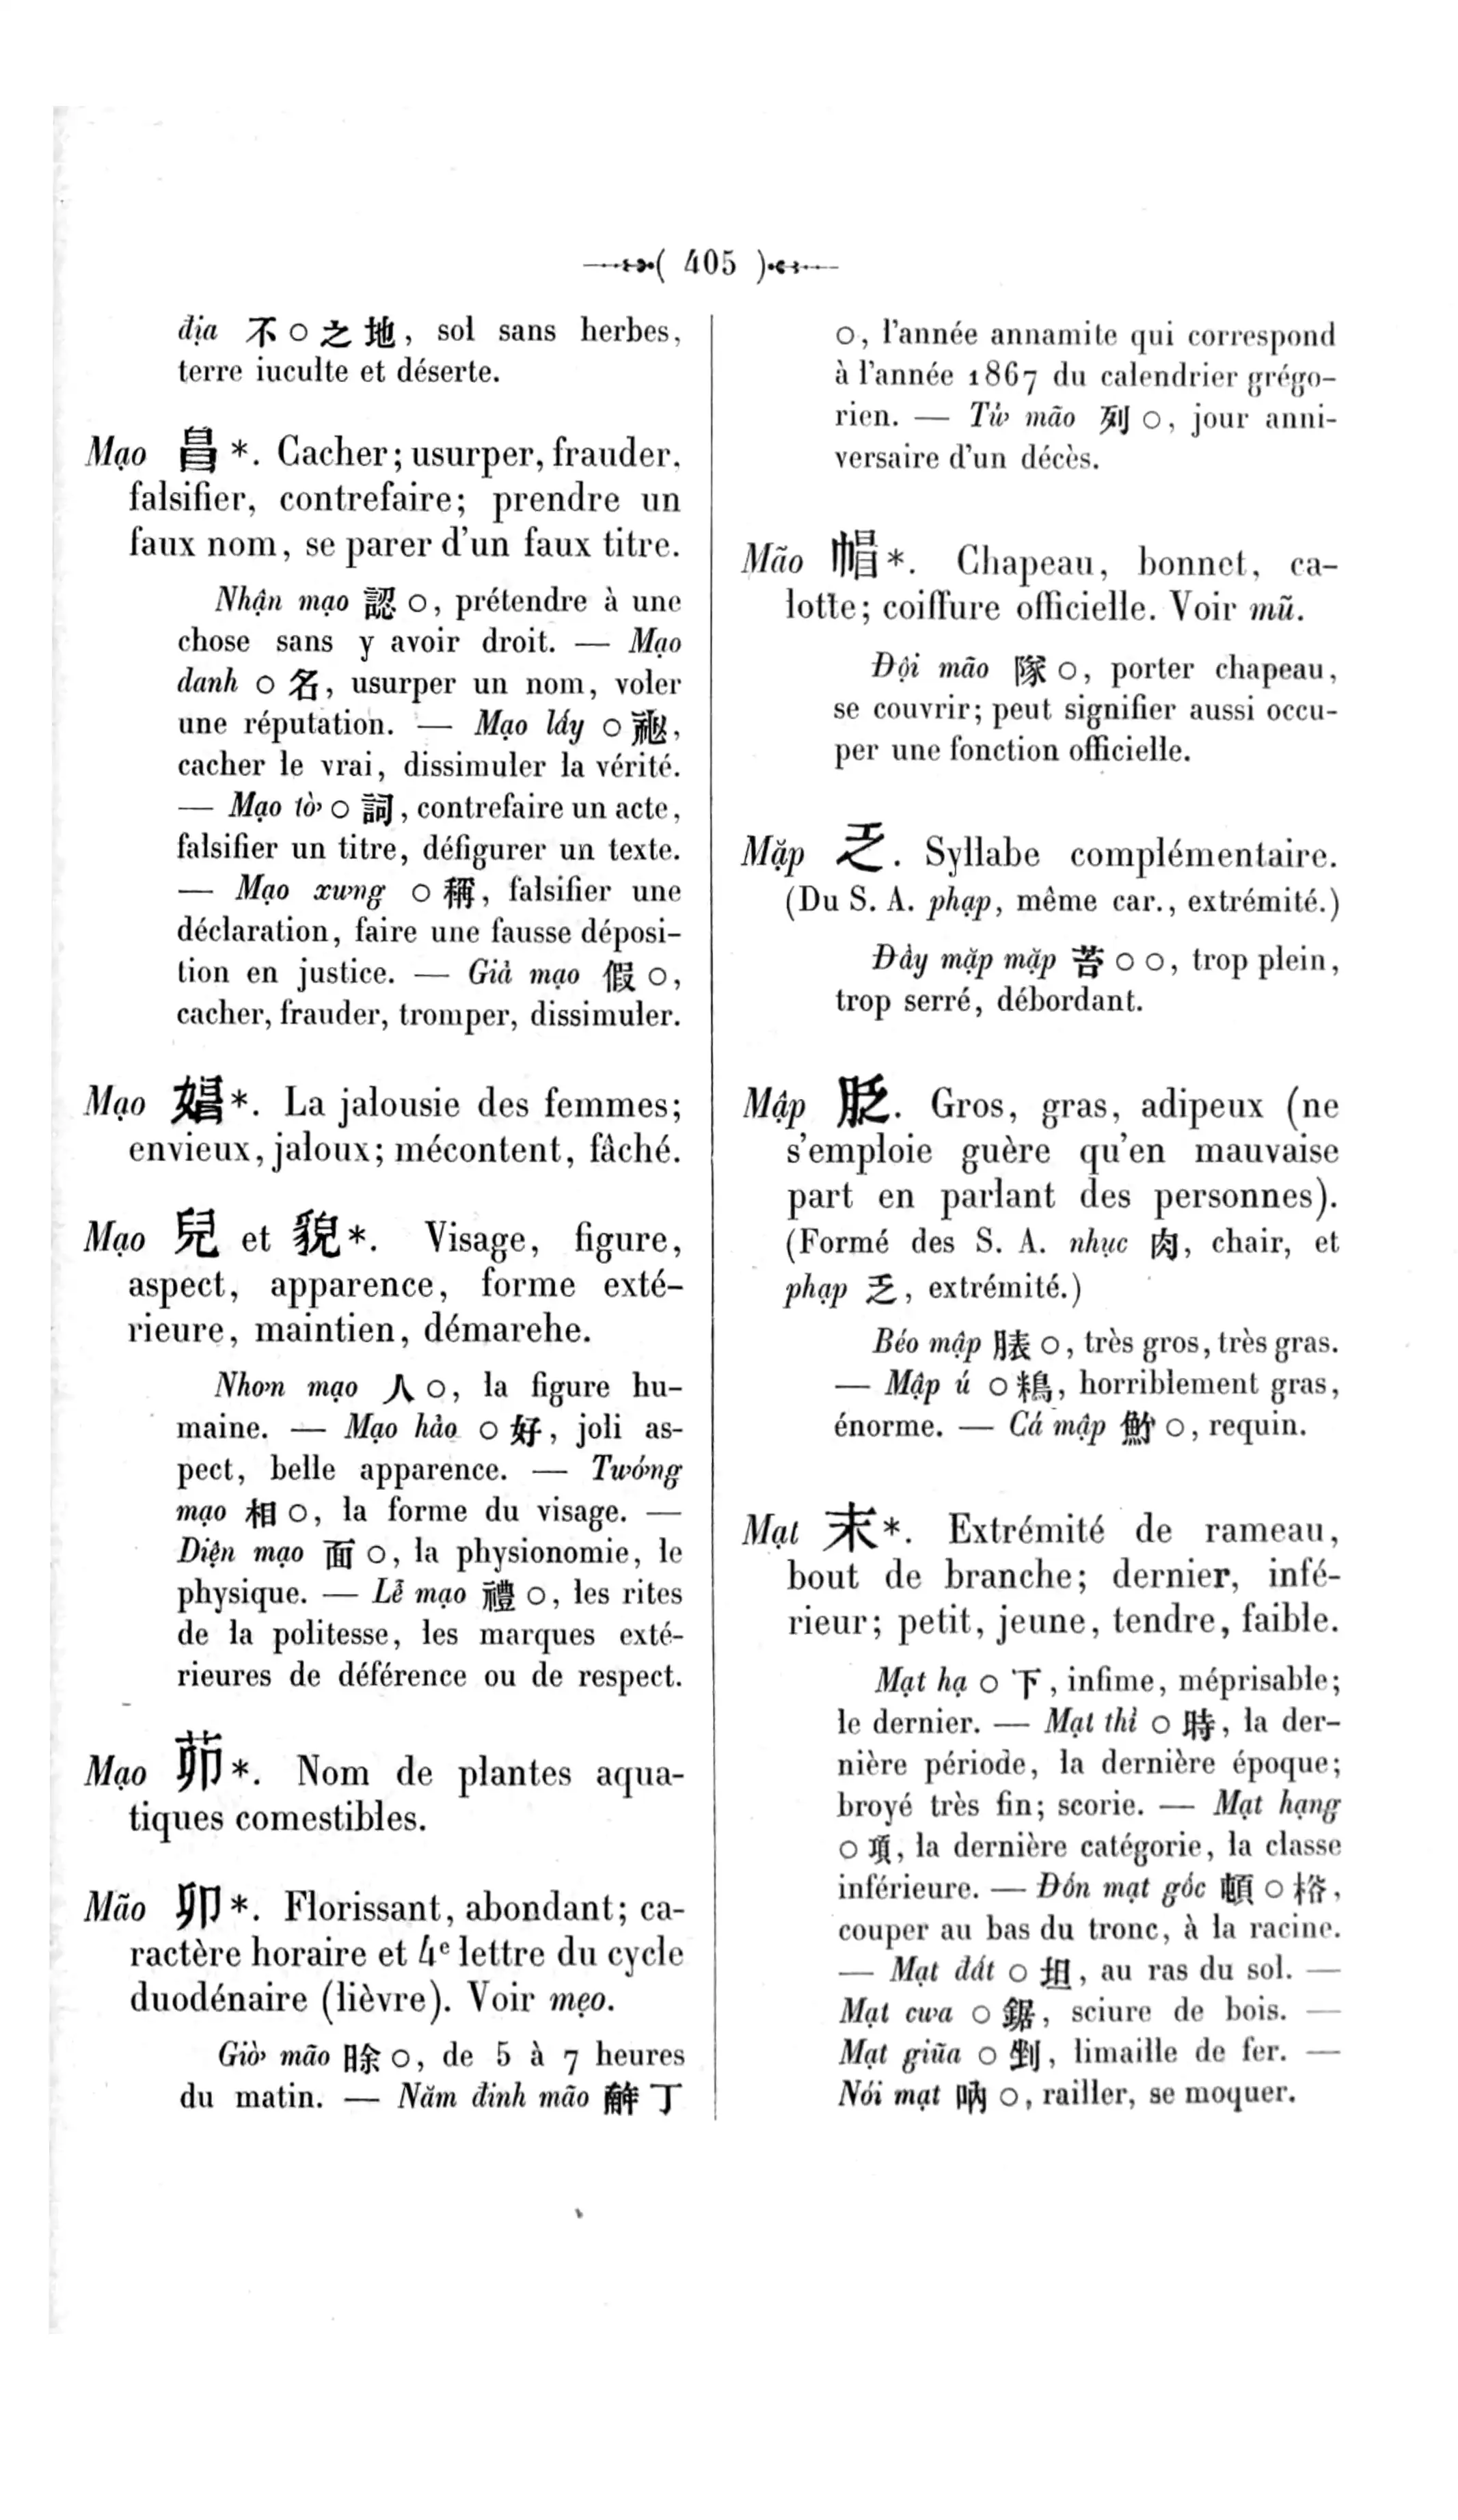 ( 405 )
địa 不 ○ 之 地, sol sans herbes,
terre iuculte et déserte.
Mạo 冒 *. Cacher; usurper, frauder,
falsifier, contrefaire; prendre un
faux nom, se parer d'un faux titre.
Nhận mạo 認 ○, prétendre à une
chose sans y avoir droit. — Mạo
danh ○ 名, usurper un nom, voler
une réputation. — Mạo lấy ○,
cacher le vrai, dissimuler la vérité.
— Mạo tờ ○ 詞, contrefaire un acte,
falsifier un titre, défigurer un texte.
— Mạo xưng ○ 稱, falsifier une
déclaration, faire une fausse déposi-
tion en justice. — Giả mạo 假 ○,
cacher, frauder, tromper, dissimuler.
Mạo 媢 *. La jalousie des femmes;
envieux, jaloux; mécontent, fâché.
Mạo 皃 et 貌 *. Visage, figure,
aspect, apparence, forme exté-
rieure, maintien, démarehe.
Nhơn mạo 人 ○, la figure hu-
maine. — Mạo hảo ○ 好, joli as-
pect, belle apparence. — Tướng
mạo 相 ○, la forme du visage. —
Diện mạo 面 ○, la physionomie, le
physique. — Lễ mạo 禮 ○, les rites
de la politesse, les marques exté-
rieures de déférence ou de respect.
Mạo 茆 *. Nom de plantes aqua-
tiques comestibles.
Mão 卯 *. Florissant, abondant; ca-
ractère horaire et 4e lettre du cycle
duodénaire (lièvre). Voir mẹo.
Giờ mão ○, de 5 à 7 heures
du matin. — Năm đinh mão 丁
○, l'année annamite qui correspond
à l'année 1867 du calendrier grégo-
rien. — Tử mão 列 ○, jour anni-
versaire d'un décès.
Mão 帽 *. Chapeau, bonnet, ca-
lotte; coiffure officielle. Voir mũ.
Đội mão 隊 ○, porter chapeau,
se couvrir; peut signifier aussi occu-
per une fonction officielle.
Mặp 乏. Syllabe complémentaire.
(Du S. A. phạp, même car., extrémité.)
Đầy mặp mặp 苔 ○ ○, trop plein,
trop serré, débordant.
Mập 䏟. Gros, gras, adipeux (ne
s'emploie guère qu'en mauvaise
part en parlant des personnes).
(Formé des S. A. nhục 肉, chair, et
phạp 乏, extrémité.)
Béo mập 脿 ○, très gros, très gras.
— Mập ú ○, horriblement gras,
énorme. — Cá mập ○, requin.
Mạt 末 *. Extrémité de rameau,
bout de branche; dernier, infé-
rieur; petit, jeune, tendre, faible.
Mạt hạ ○ 下, infime, méprisable;
le dernier. — Mạt thì ○ 時, la der-
nière période, la dernière époque;
broyé très fin; scorie. — Mạt hạng
○ 項, la dernière catégorie, la classe
inférieure. — Đốn mạt gốc 頓 ○ 㭲,
couper au bas du tronc, à la racine.
— Mạt đất ○ 坦, au ras du sol. —
Mạt cưa ○ 鋸, sciure de bois. —
Mạt giũa ○, limaille de fer. —
Nói mạt 吶 ○, railler, se moquer.